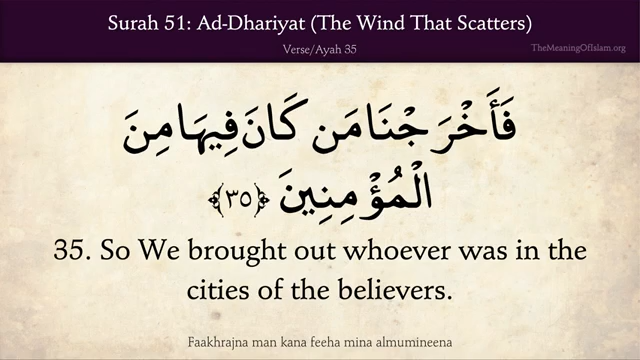 Surah 51: Ad-Dhariyat (The Wind That Scatters)
Verse/Ayah 35
TheMeaningOfIslam.org
فَأَخْرَجْنَا مَن كَانَ فِيهَا مِنَ
الْمُؤْمِنِينَ ﴿٣٥﴾
35. So We brought out whoever was in the
cities of the believers.
Faakhrajna man kana feeha mina almumineena